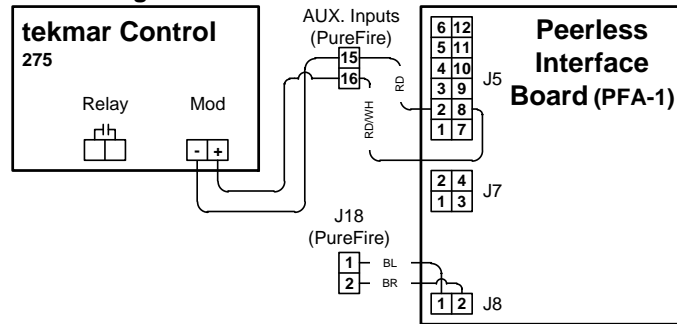 tekmar Control
275
Relay
Mod
- +
AUX. Inputs
(PureFire)
15
16
RD
RD/WH
6 12
5 11
4 10
3 9
2 8
1 7
J5
Peerless
Interface
Board (PFA-1)
2 4
1 3
J7
J18
(PureFire)
1
2
BL
BR
1 2
J8